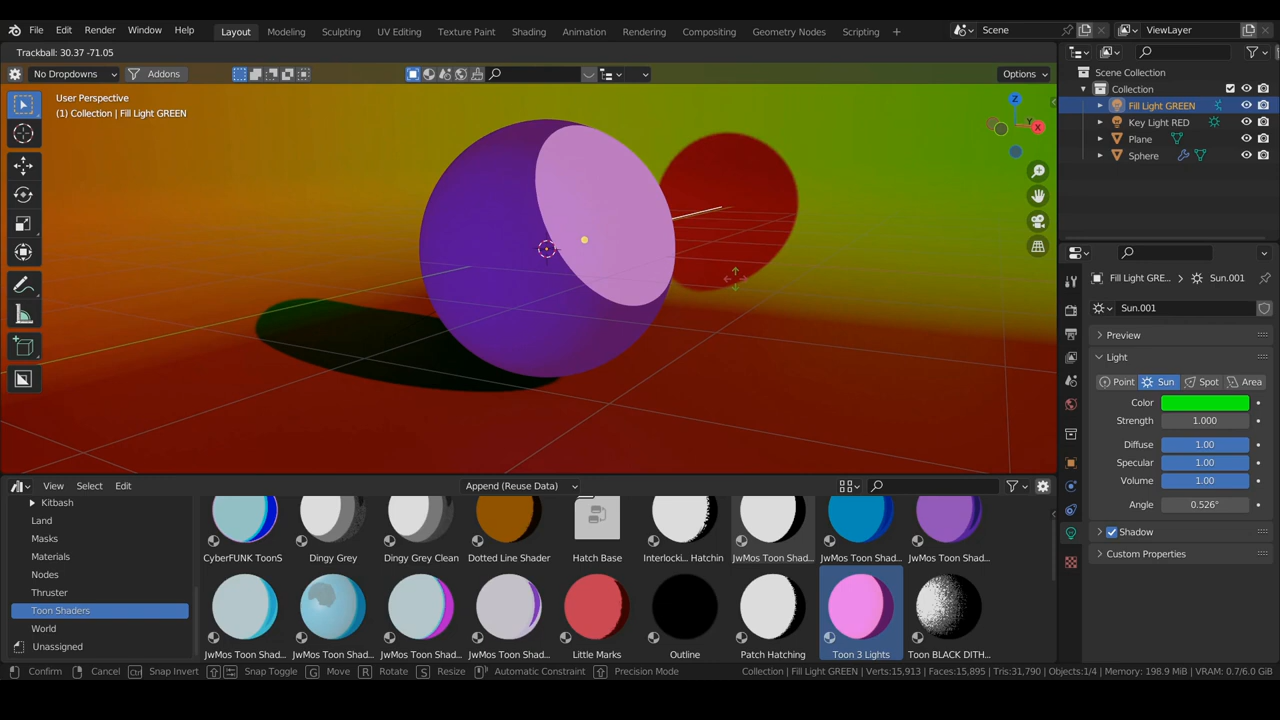 File Edit Render Window Help Layout Modeling Sculpting UV Editing Texture Paint Shading Animation Rendering Compositing Geometry Nodes Scripting + Scene ViewLayer
Trackball: 30.37 -71.05
No Dropdowns Addons Options
User Perspective
(1) Collection | Fill Light GREEN
Z
X
Scene Collection
Collection
Fill Light GREEN
Key Light RED
Plane
Sphere
Fill Light GREE... Sun.001
Sun.001
Preview
Light
Point Sun Spot Area
Color
Strength 1.000
Diffuse 1.00
Specular 1.00
Volume 1.00
Angle 0.526°
Shadow
Custom Properties
View Select Edit Append (Reuse Data)
Kitbash
Land
Masks
Materials
Nodes
Thruster
Toon Shaders
World
Unassigned
CyberFUNK ToonS Dingy Grey Dingy Grey Clean Dotted Line Shader Hatch Base Interlocki... Hatchin JwMos Toon Shad... JwMos Toon Shad... JwMos Toon Shad...
JwMos Toon Shad... JwMos Toon Shad... JwMos Toon Shad... JwMos Toon Shad... Little Marks Outline Patch Hatching Toon 3 Lights Toon BLACK DITH...
Confirm Cancel Ctrl Snap Invert Snap Toggle G Move R Rotate S Resize Automatic Constraint Precision Mode Collection | Fill Light GREEN | Verts:15,913 | Faces:15,895 | Tris:31,790 | Objects:1/4 | Memory: 198.9 MiB | VRAM: 0.7/6.0 GiB